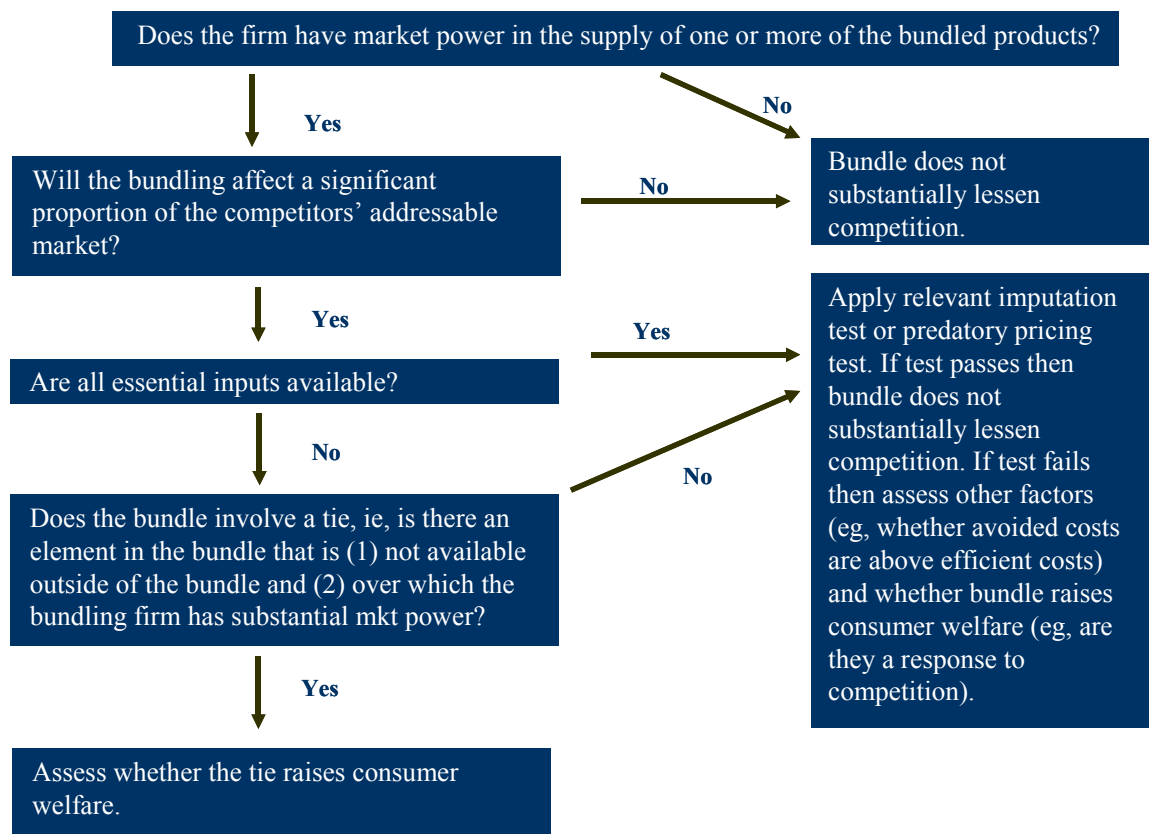 Does the firm have market power in the supply of one or more of the bundled products?
No
Yes
Will the bundling affect a significant
proportion of the competitors’ addressable
market?
No
Bundle does not
substantially lessen
competition.
Yes
Are all essential inputs available?
Yes
No
Does the bundle involve a tie, ie, is there an
element in the bundle that is (1) not available
outside of the bundle and (2) over which the
bundling firm has substantial mkt power?
No
Apply relevant imputation
test or predatory pricing
test. If test passes then
bundle does not
substantially lessen
competition. If test fails
then assess other factors
(eg, whether avoided costs
are above efficient costs)
and whether bundle raises
consumer welfare (eg, are
they a response to
competition).
Yes
Assess whether the tie raises consumer
welfare.